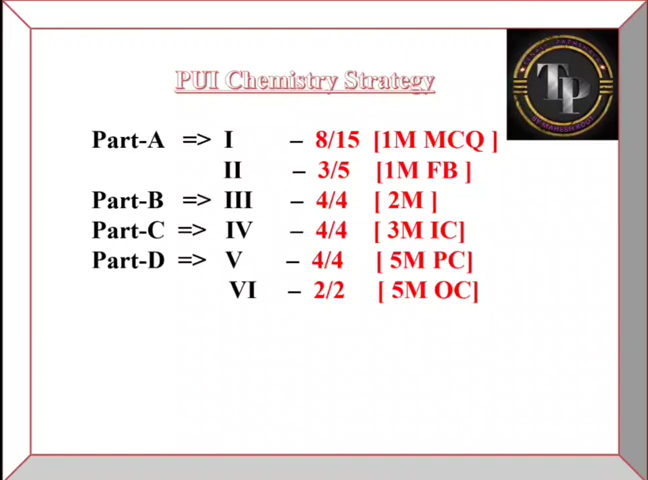 PUI Chemistry Strategy
TP
Part-A => I – 8/15 [1M MCQ ]
II – 3/5 [1M FB ]
Part-B => III – 4/4 [ 2M ]
Part-C => IV – 4/4 [ 3M IC]
Part-D => V – 4/4 [ 5M PC]
VI – 2/2 [ 5M OC]